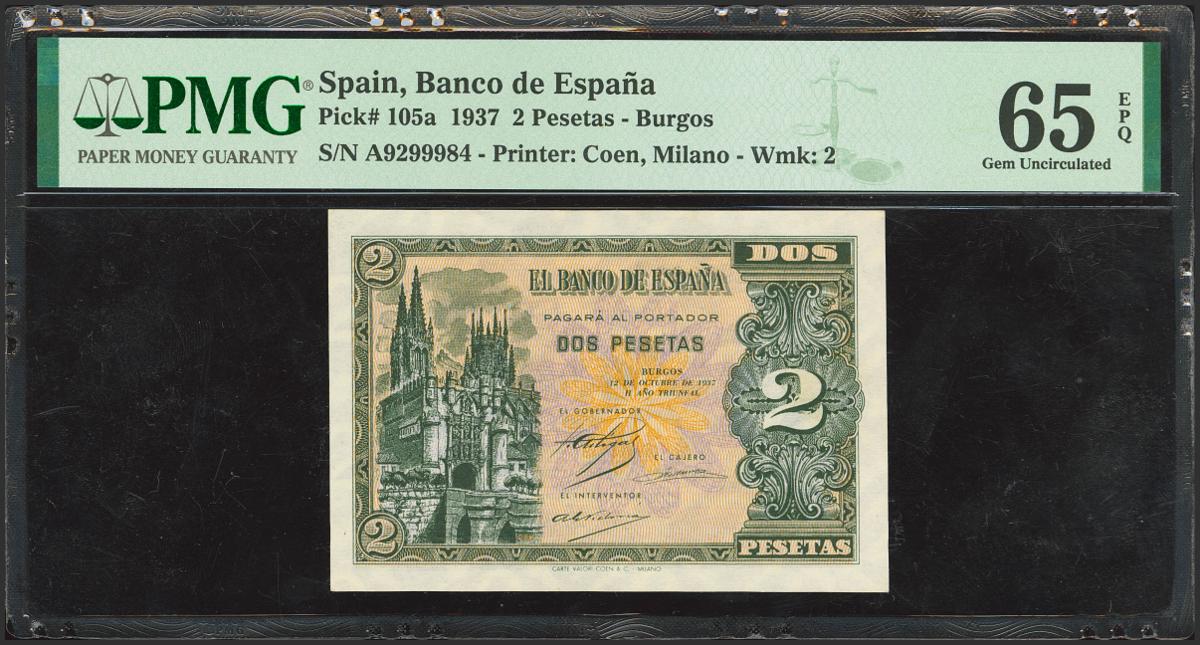 PMG®
PAPER MONEY GUARANTY
Spain, Banco de España
Pick# 105a 1937 2 Pesetas - Burgos
S/N A9299984 - Printer: Coen, Milano - Wmk: 2
65
EPQ
Gem Uncirculated
2
DOS
EL BANCO DE ESPAÑA
PAGARÁ AL PORTADOR
DOS PESETAS
BURGOS
12 DE OCTUBRE DE 1937
II AÑO TRIUNFAL
2
EL GOBERNADOR
EL CAJERO
EL INTERVENTOR
2
PESETAS
CARTE VALORI COEN & C. - MILANO
PMG